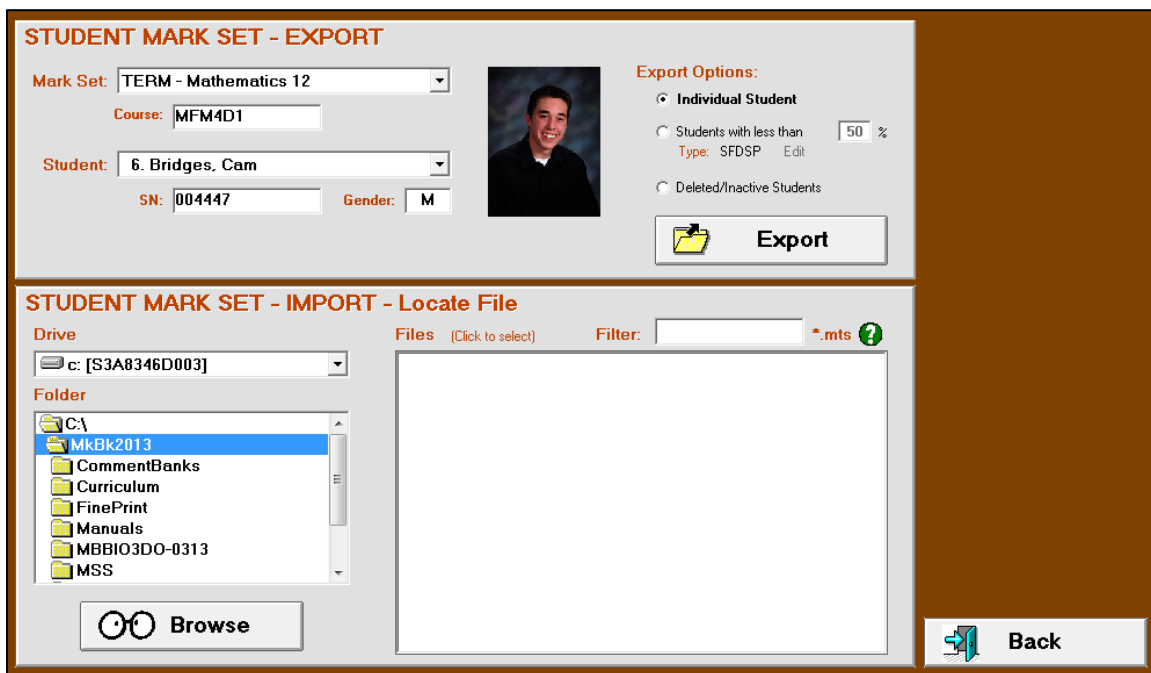 STUDENT MARK SET - EXPORT
Mark Set: TERM - Mathematics 12
Course: MFM4D1
Student: 6. Bridges, Cam
SN: 004447 Gender: M
Export Options:
Individual Student
Students with less than 50 %
Type: SFDSP Edit
Deleted/Inactive Students
Export
STUDENT MARK SET - IMPORT - Locate File
Drive
c: [S3A8346D003]
Folder
C:\
MkBk2013
CommentBanks
Curriculum
FinePrint
Manuals
MBBIO3DO-0313
MSS
Browse
Files (Click to select) Filter: *.mts ?
Back